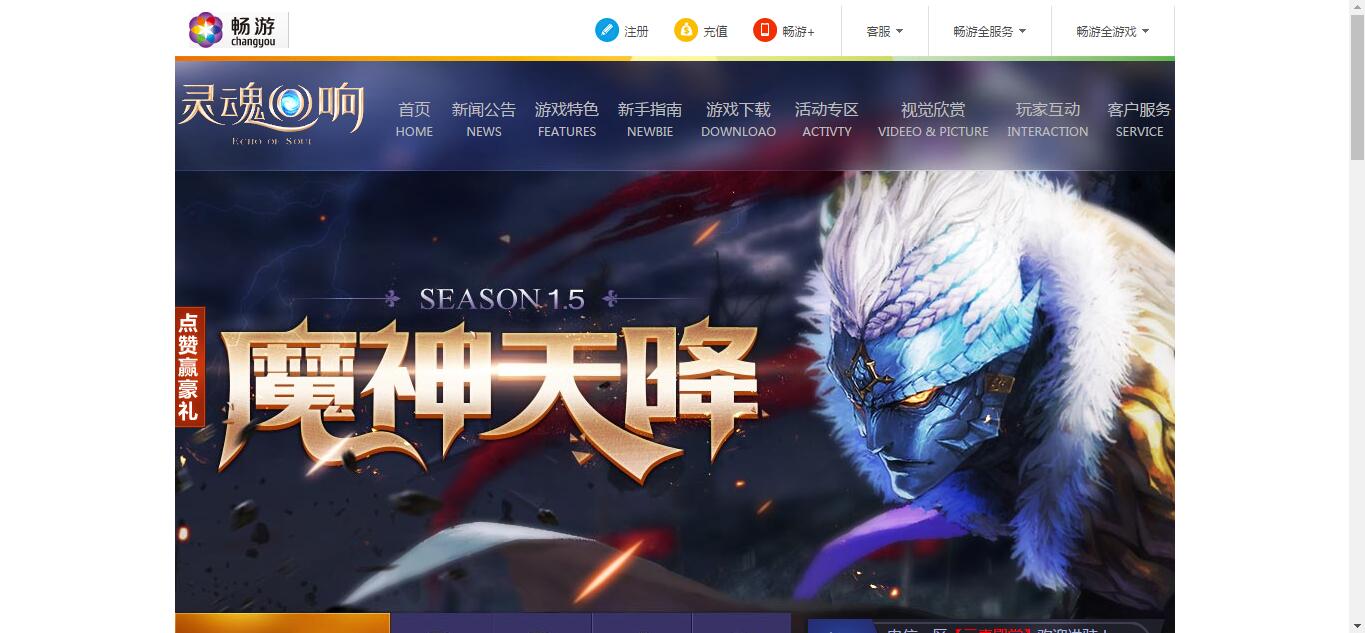 畅游
changyou
注册
充值
畅游+
客服
畅游全服务
畅游全游戏
灵魂回响
ECHO OF SOUL
首页
HOME
新闻公告
NEWS
游戏特色
FEATURES
新手指南
NEWBIE
游戏下载
DOWNLOAO
活动专区
ACTIVTY
视觉欣赏
VIDEEO & PICTURE
玩家互动
INTERACTION
客户服务
SERVICE
SEASON 1.5
魔神天降
点赞赢豪礼